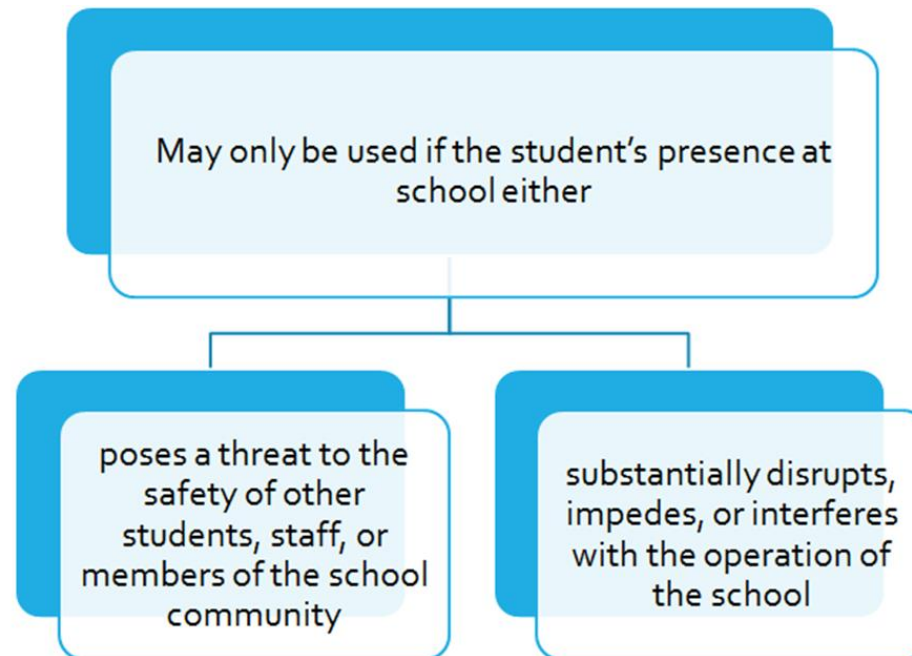 May only be used if the student’s presence at
school either
poses a threat to the
safety of other
students, staff, or
members of the school
community
substantially disrupts,
impedes, or interferes
with the operation of
the school